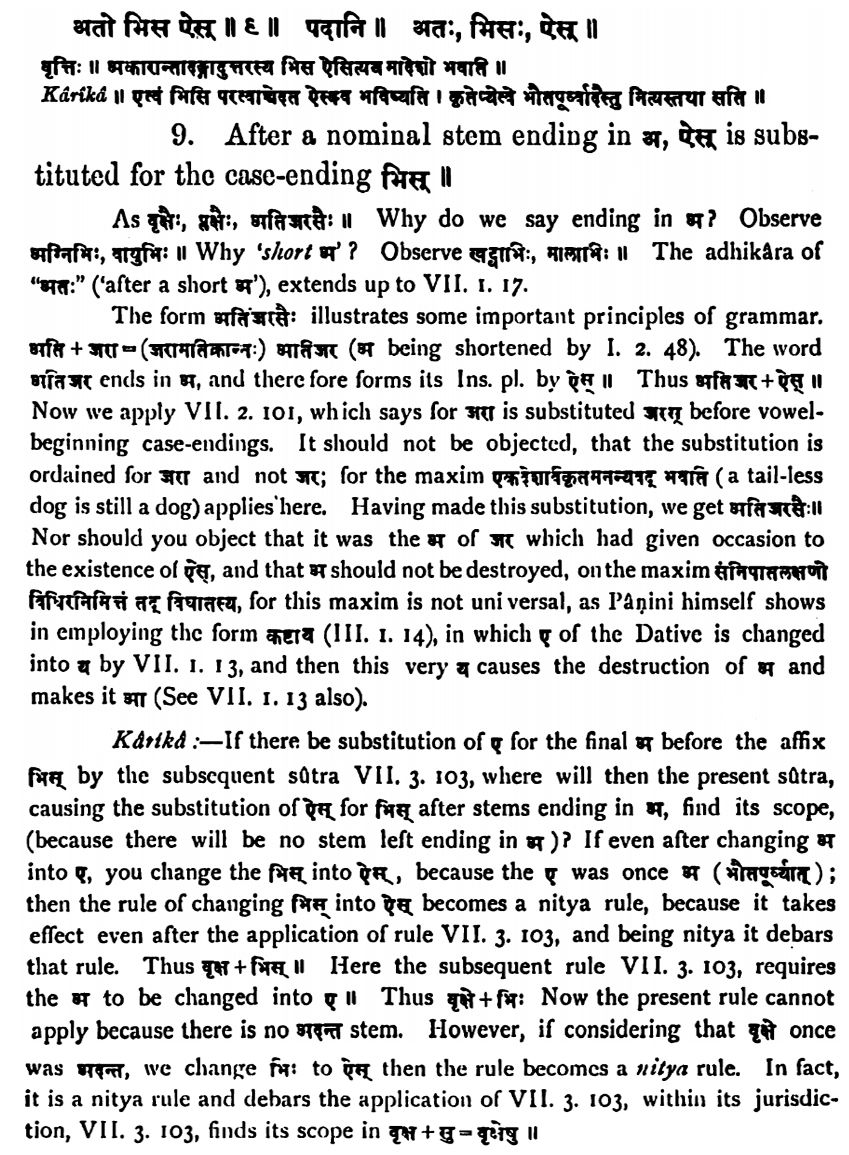 अतो भिस ऐस् ॥ ९ ॥ पदानि ॥ अतः, भिसः, ऐस् ॥
वृत्तिः ॥ अकारान्तादङ्गादुत्तरस्य भिस ऐसित्ययमादेशो भवति ॥
Kârikâ ॥ एत्वं भिसि परत्वाच्चेदत ऐस्क्व भविष्यति । कृतेप्येत्वे भौतपूर्व्यादैस्तु नित्यस्तथा सति ॥
9. After a nominal stem ending in अ, ऐस् is subs-
tituted for the case-ending भिस् ॥
As वृक्षैः, प्लक्षैः, अतिजरसैः ॥ Why do we say ending in अ? Observe
अग्निभिः, वायुभिः ॥ Why 'short अ' ? Observe खट्वाभिः, मालाभिः ॥ The adhikâra of
"अतः" ('after a short अ'), extends up to VII. 1. 17.
The form अतिजरसैः illustrates some important principles of grammar.
अति + जरा = (जरामतिक्रान्तः) अतिजर (अ being shortened by I. 2. 48). The word
अतिजर ends in अ, and therefore forms its Ins. pl. by ऐस् ॥ Thus अतिजर + ऐस् ॥
Now we apply VII. 2. 101, which says for जरा is substituted जरस् before vowel-
beginning case-endings. It should not be objected, that the substitution is
ordained for जरा and not जर; for the maxim एकदेशविकृतमनन्यवद् भवति (a tail-less
dog is still a dog) applies here. Having made this substitution, we get अतिजरसैः॥
Nor should you object that it was the अ of जर which had given occasion to
the existence of ऐस्, and that अ should not be destroyed, on the maxim संनिपातलक्षणो
विधिरनिमित्तं तद् विघातस्य, for this maxim is not universal, as Pâṇini himself shows
in employing the form कष्टाय (III. 1. 14), in which ए of the Dative is changed
into य by VII. 1. 13, and then this very य causes the destruction of अ and
makes it आ (See VII. 1. 13 also).
Kârikâ :—If there be substitution of ए for the final अ before the affix
भिस् by the subsequent sûtra VII. 3. 103, where will then the present sûtra,
causing the substitution of ऐस् for भिस् after stems ending in अ, find its scope,
(because there will be no stem left ending in अ )? If even after changing अ
into ए, you change the भिस् into ऐस्, because the ए was once अ (भौतपूर्व्यात्) ;
then the rule of changing भिस् into ऐस् becomes a nitya rule, because it takes
effect even after the application of rule VII. 3. 103, and being nitya it debars
that rule. Thus वृक्ष + भिस् ॥ Here the subsequent rule VII. 3. 103, requires
the अ to be changed into ए ॥ Thus वृक्षे + भिः Now the present rule cannot
apply because there is no अदन्त stem. However, if considering that वृक्षे once
was अदन्त, we change भिः to ऐस् then the rule becomes a nitya rule. In fact,
it is a nitya rule and debars the application of VII. 3. 103, within its jurisdic-
tion, VII. 3. 103, finds its scope in वृक्ष + सु = वृक्षेषु ॥